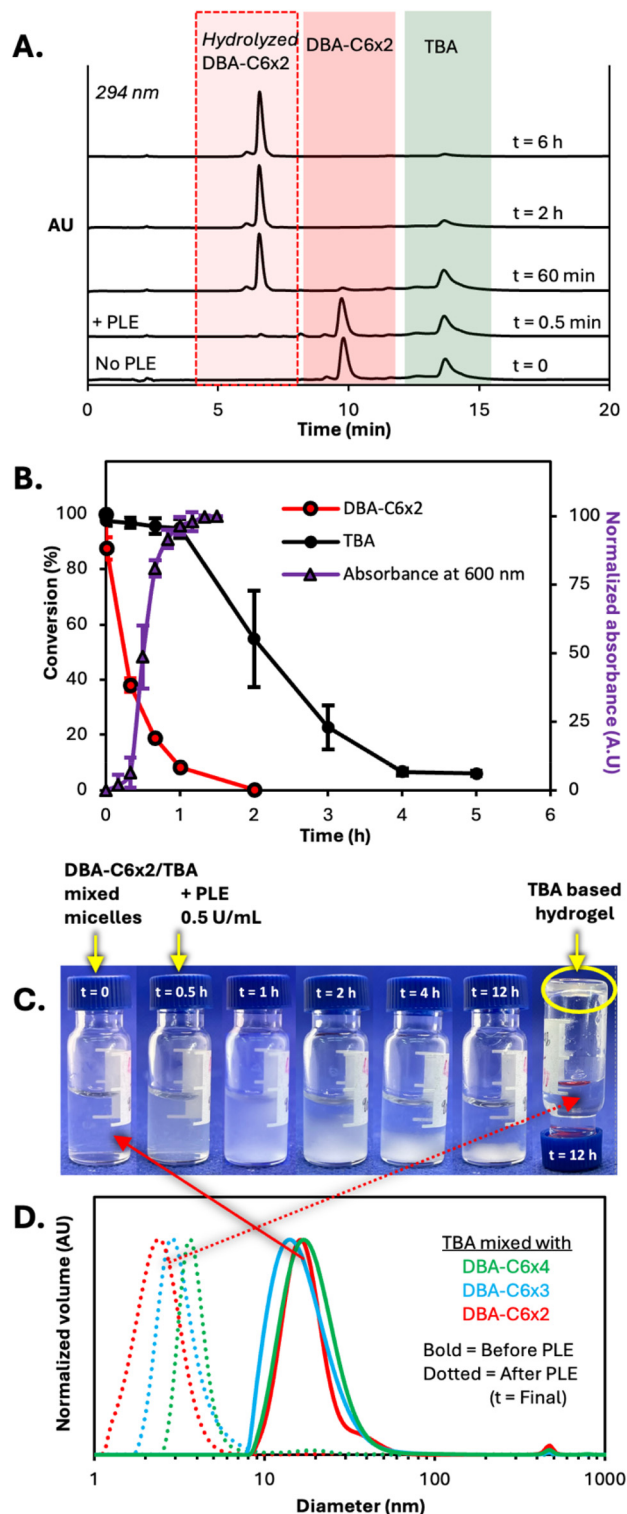 A.
Hydrolyzed
DBA-C6x2
DBA-C6x2
TBA
294 nm
t = 6 h
t = 2 h
AU
t = 60 min
+ PLE
t = 0.5 min
No PLE
t = 0
0 5 10 15 20
Time (min)
B.
100
80
60
40
20
0
Conversion (%)
DBA-C6x2
TBA
Absorbance at 600 nm
100
75
50
25
0
Normalized absorbance (A.U)
0 1 2 3 4 5 6
Time (h)
DBA-C6x2/TBA
mixed
micelles
+ PLE
0.5 U/mL
TBA based
hydrogel
C.
t = 0
t = 0.5 h
t = 1 h
t = 2 h
t = 4 h
t = 12 h
t = 12 h
D.
Normalized volume (AU)
TBA mixed with
DBA-C6x4
DBA-C6x3
DBA-C6x2
Bold = Before PLE
Dotted = After PLE
(t = Final)
1 10 100 1000
Diameter (nm)